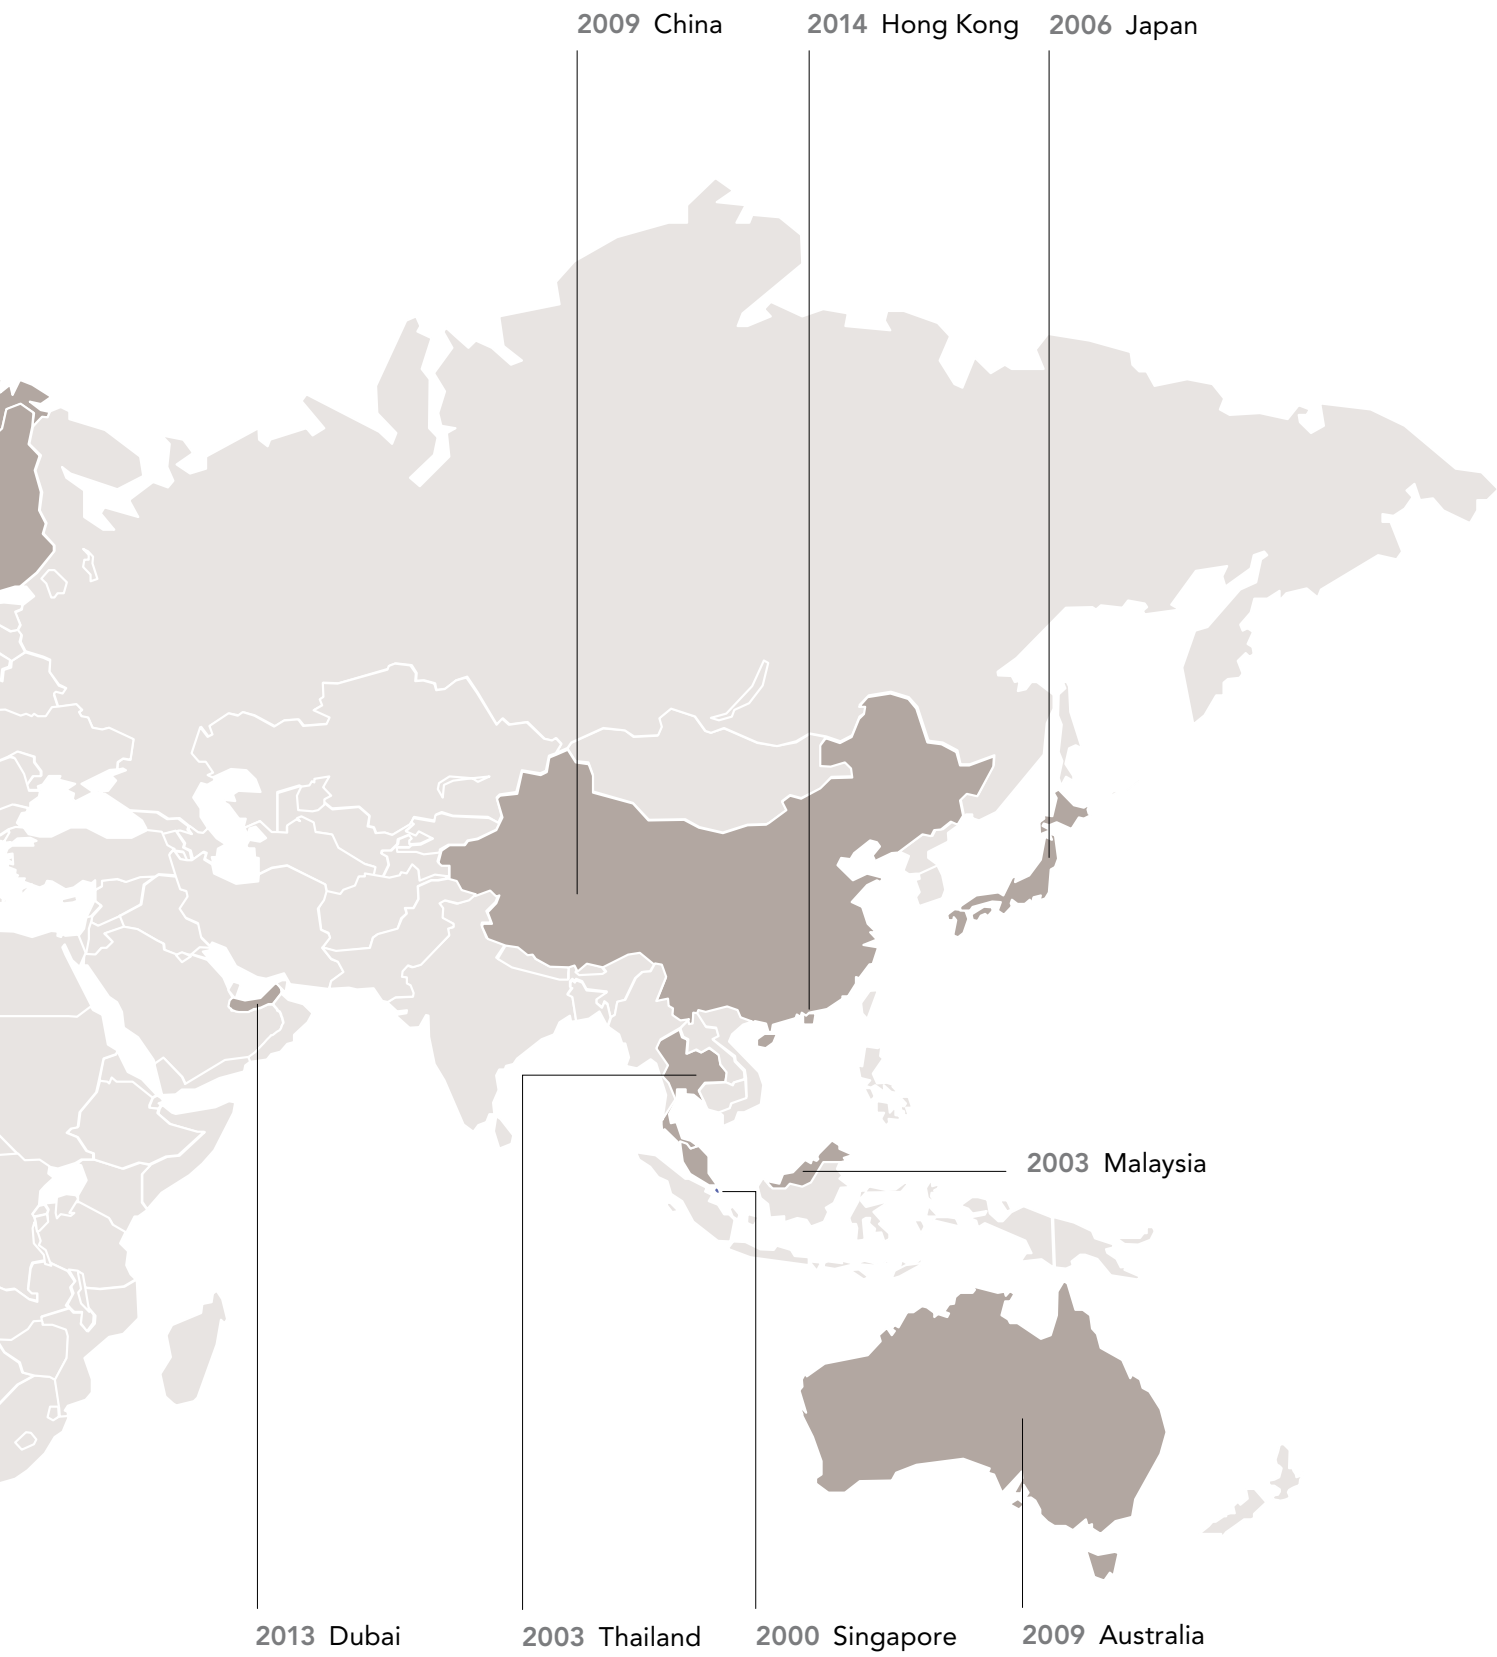 2009 China
2014 Hong Kong
2006 Japan
2003 Malaysia
2013 Dubai
2003 Thailand
2000 Singapore
2009 Australia